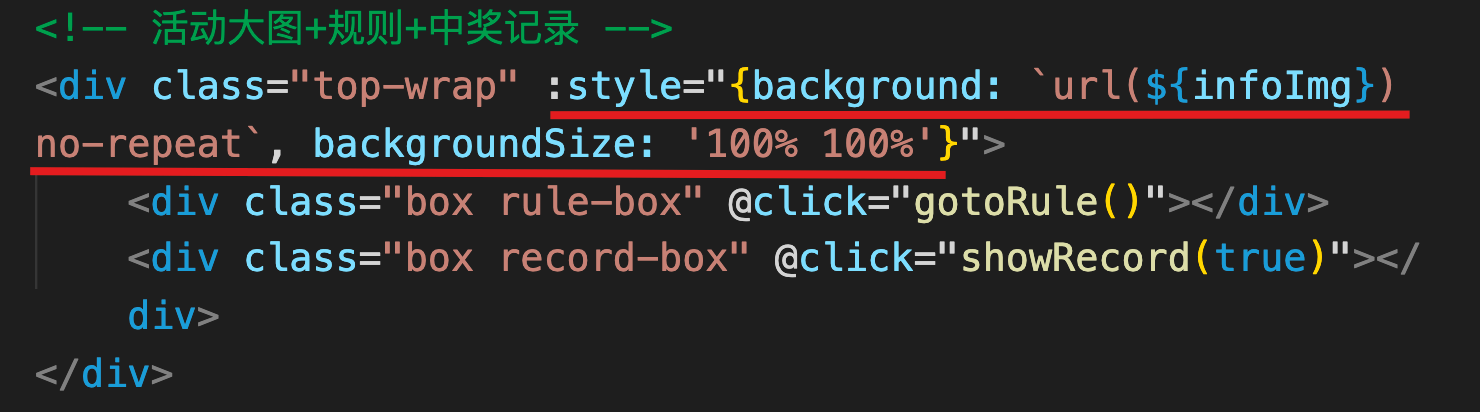 <!-- 活动大图+规则+中奖记录 -->
<div class="top-wrap" :style="{background: `url(${infoImg})
no-repeat`, backgroundSize: '100% 100%'}">
<div class="box rule-box" @click="gotoRule()"></div>
<div class="box record-box" @click="showRecord(true)"></
div>
</div>